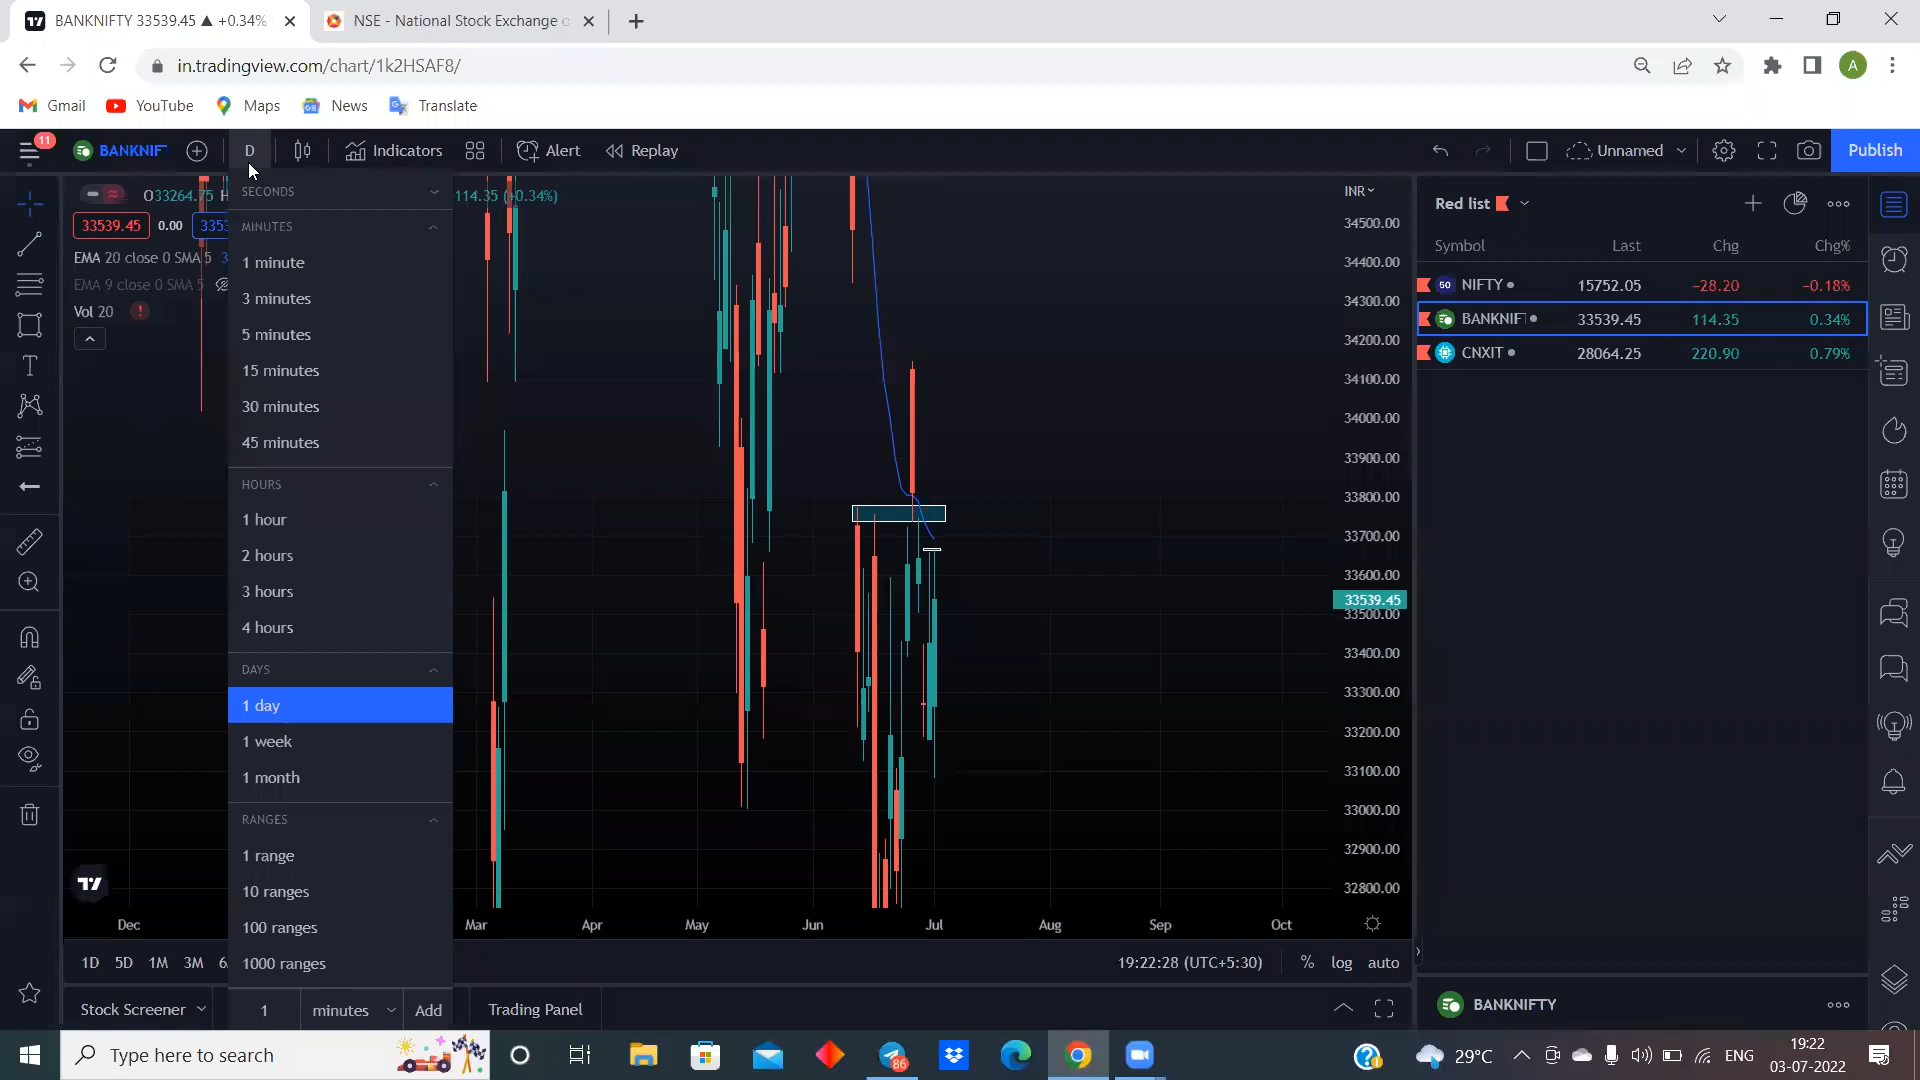 BANKNIFTY 33539.45 ▲ +0.34%
NSE - National Stock Exchange o
in.tradingview.com/chart/1k2HSAF8/
A
Gmail
YouTube
Maps
News
Translate
11
BANKNIF
D
Indicators
Alert
Replay
Unnamed
Publish
O33264.75 H
114.35 (+0.34%)
33539.45
0.00
EMA 20 close 0 SMA 5
EMA 9 close 0 SMA 5
Vol 20
SECONDS
MINUTES
1 minute
3 minutes
5 minutes
15 minutes
30 minutes
45 minutes
HOURS
1 hour
2 hours
3 hours
4 hours
DAYS
1 day
1 week
1 month
RANGES
1 range
10 ranges
100 ranges
1000 ranges
1 minutes Add
INR
34500.00
34400.00
34300.00
34200.00
34100.00
34000.00
33900.00
33800.00
33700.00
33600.00
33539.45
33500.00
33400.00
33300.00
33200.00
33100.00
33000.00
32900.00
32800.00
Dec Mar Apr May Jun Jul Aug Sep Oct
1D 5D 1M 3M
19:22:28 (UTC+5:30) % log auto
Stock Screener
Trading Panel
Red list
Symbol Last Chg Chg%
50 NIFTY 15752.05 −28.20 −0.18%
BANKNIF 33539.45 114.35 0.34%
CNXIT 28064.25 220.90 0.79%
BANKNIFTY
Type here to search
86
29°C
ENG
19:22
03-07-2022